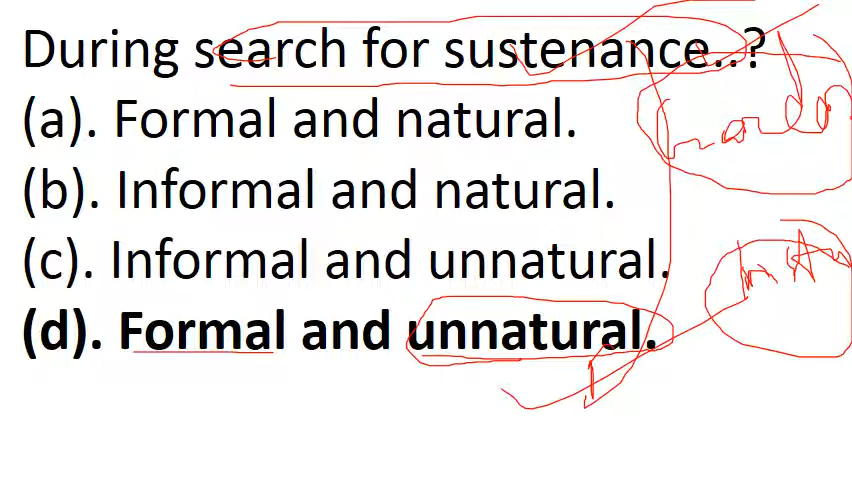 During search for sustenance..?
(a). Formal and natural.
(b). Informal and natural.
(c). Informal and unnatural.
(d). Formal and unnatural.